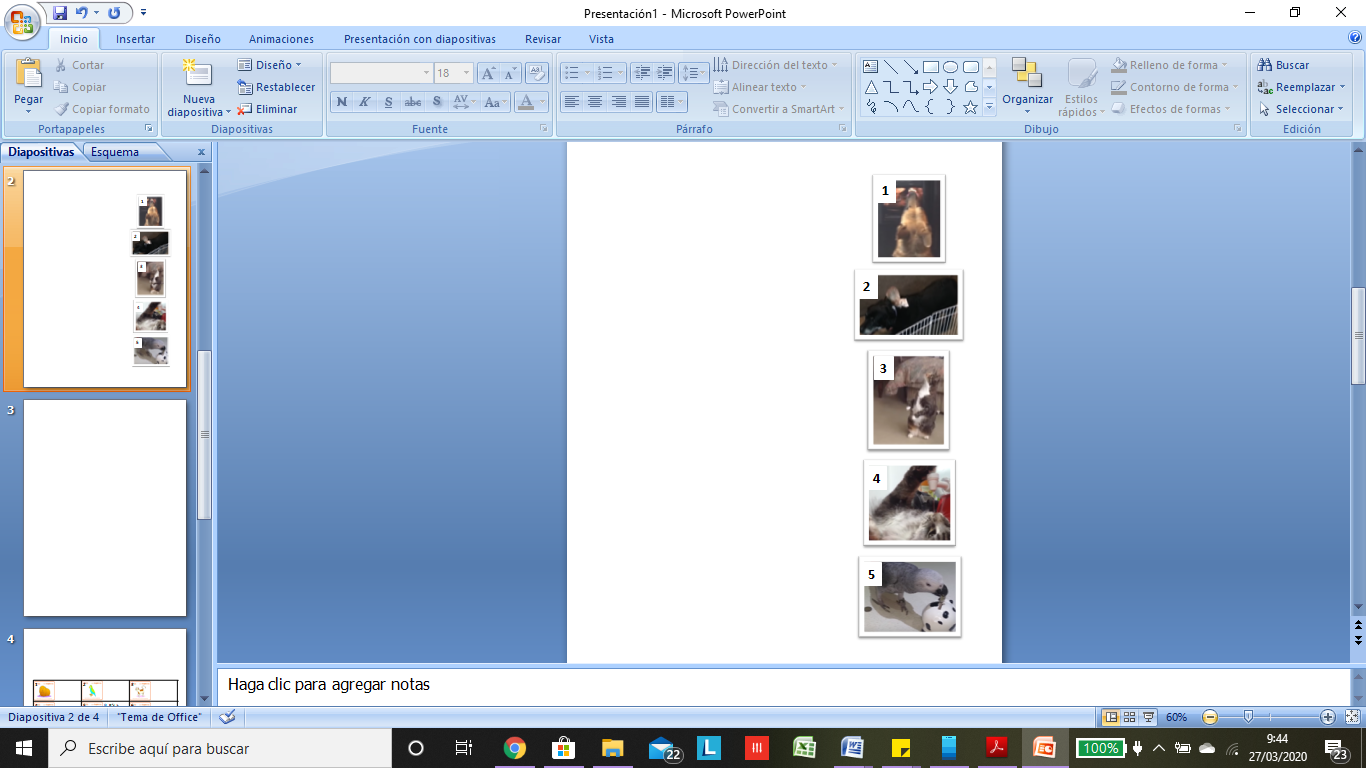 Presentación1 - Microsoft PowerPoint
Inicio Insertar Diseño Animaciones Presentación con diapositivas Revisar Vista
Pegar
Cortar
Copiar
Copiar formato
Portapapeles
Nueva diapositiva
Diseño
Restablecer
Eliminar
Diapositivas
18
N K S abc S AV Aa A
Fuente
Dirección del texto
Alinear texto
Convertir a SmartArt
Párrafo
Organizar
Estilos rápidos
Relleno de forma
Contorno de forma
Efectos de formas
Dibujo
Buscar
Reemplazar
Seleccionar
Edición
Diapositivas Esquema x
2
3
4
1
2
3
4
5
Haga clic para agregar notas
Diapositiva 2 de 4 "Tema de Office" 60%
Escribe aquí para buscar
22
L
100%
9:44
27/03/2020
23